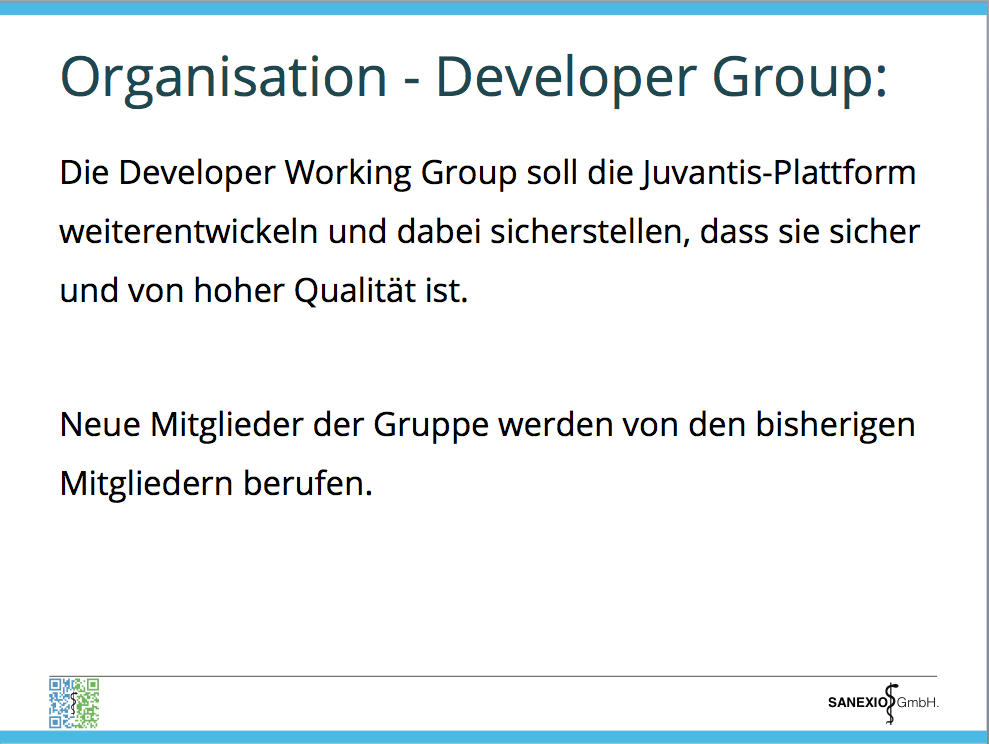 Organisation - Developer Group:
Die Developer Working Group soll die Juvantis-Plattform
weiterentwickeln und dabei sicherstellen, dass sie sicher
und von hoher Qualität ist.
Neue Mitglieder der Gruppe werden von den bisherigen
Mitgliedern berufen.
SANEXIO GmbH.